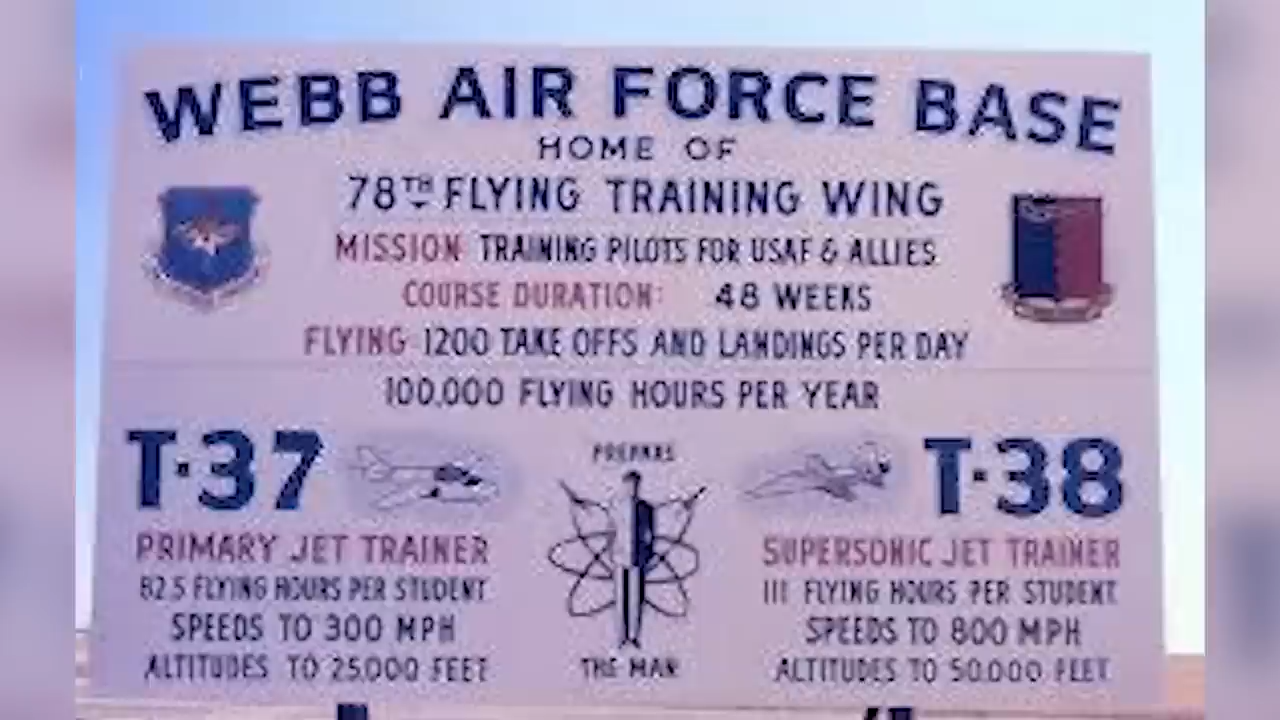 WEBB AIR FORCE BASE
HOME OF
78TH FLYING TRAINING WING
MISSION TRAINING PILOTS FOR USAF & ALLIES
COURSE DURATION: 48 WEEKS
FLYING 1200 TAKE OFFS AND LANDINGS PER DAY
100,000 FLYING HOURS PER YEAR
T-37
PRIMARY JET TRAINER
82.5 FLYING HOURS PER STUDENT
SPEEDS TO 300 MPH
ALTITUDES TO 25,000 FEET
PREPARE
THE MAN
T-38
SUPERSONIC JET TRAINER
111 FLYING HOURS PER STUDENT
SPEEDS TO 800 MPH
ALTITUDES TO 50,000 FEET